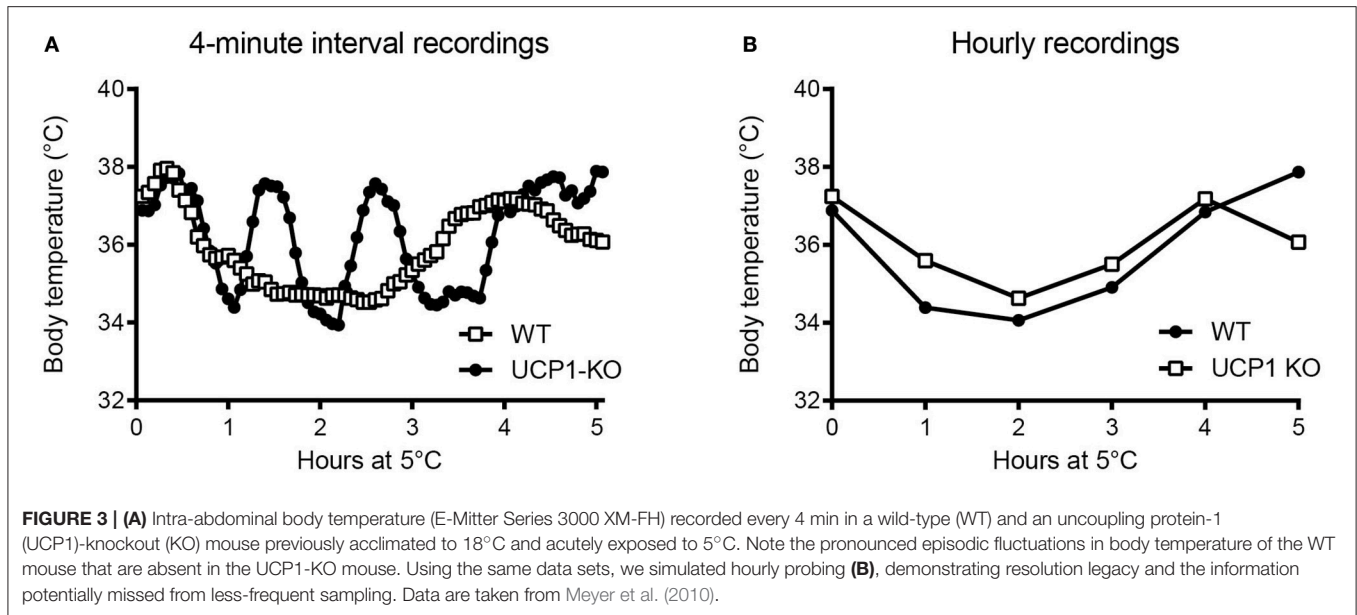 A
4-minute interval recordings
Body temperature (°C)
40
38
36
34
32
0 1 2 3 4 5
Hours at 5°C
WT
UCP1-KO
B
Hourly recordings
Body temperature (°C)
40
38
36
34
32
0 1 2 3 4 5
Hours at 5°C
WT
UCP1 KO
FIGURE 3 | (A) Intra-abdominal body temperature (E-Mitter Series 3000 XM-FH) recorded every 4 min in a wild-type (WT) and an uncoupling protein-1
(UCP1)-knockout (KO) mouse previously acclimated to 18°C and acutely exposed to 5°C. Note the pronounced episodic fluctuations in body temperature of the WT
mouse that are absent in the UCP1-KO mouse. Using the same data sets, we simulated hourly probing (B), demonstrating resolution legacy and the information
potentially missed from less-frequent sampling. Data are taken from Meyer et al. (2010).